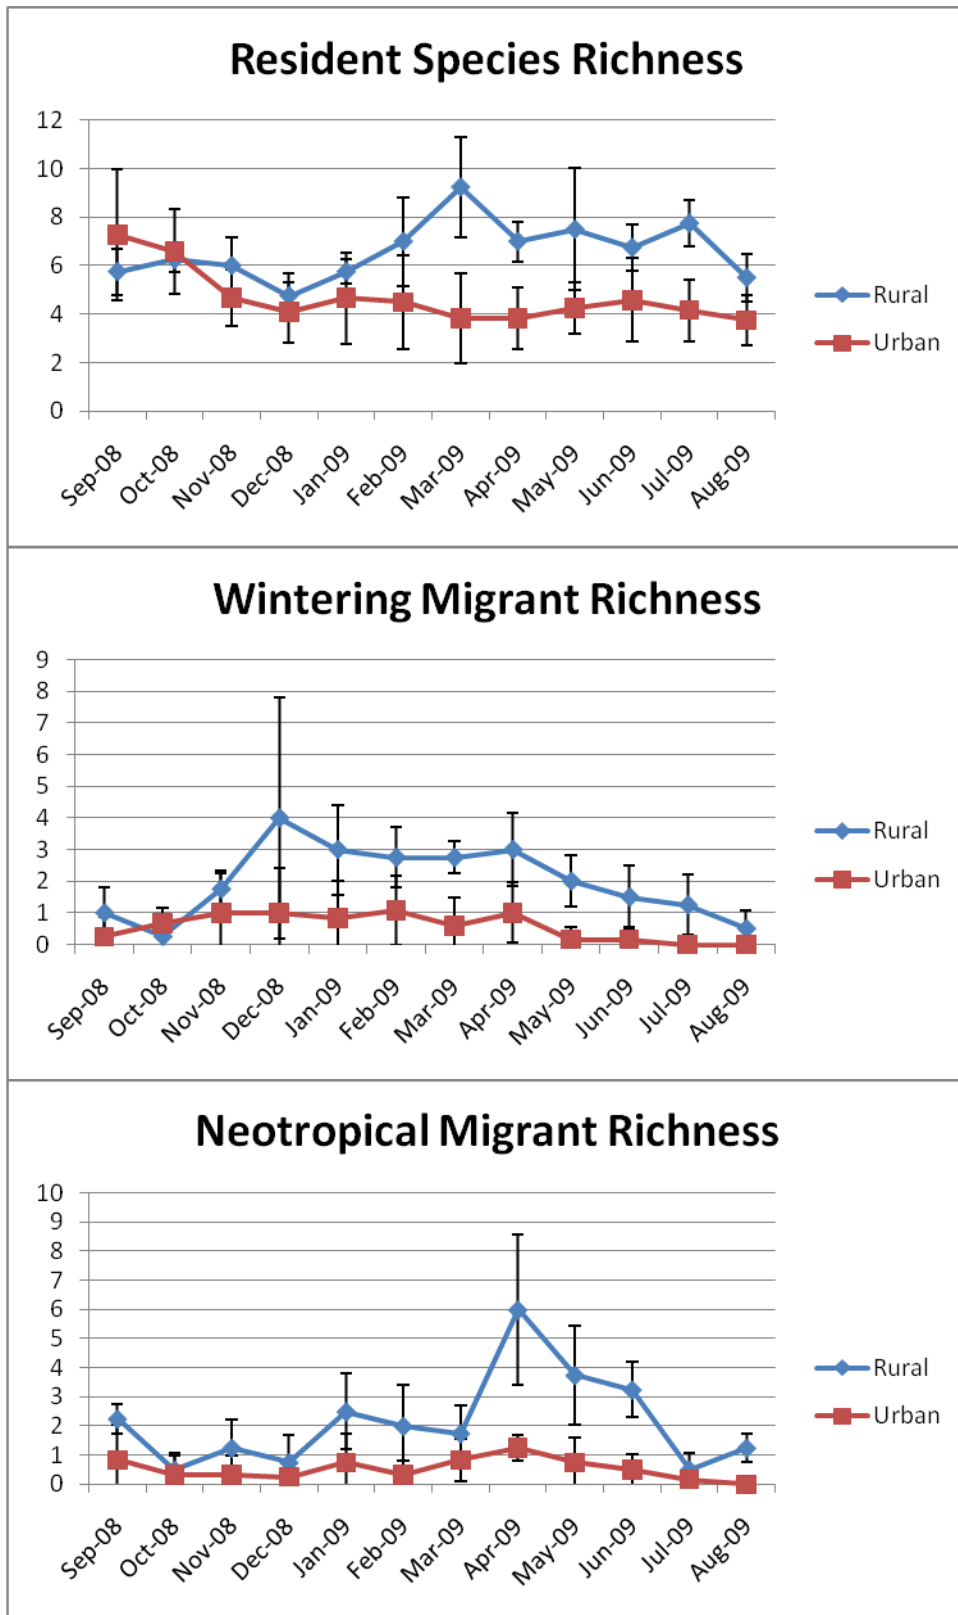 Resident Species Richness
12
10
8
6
4
2
0
Sep-08
Oct-08
Nov-08
Dec-08
Jan-09
Feb-09
Mar-09
Apr-09
May-09
Jun-09
Jul-09
Aug-09
Rural
Urban
Wintering Migrant Richness
9
8
7
6
5
4
3
2
1
0
Sep-08
Oct-08
Nov-08
Dec-08
Jan-09
Feb-09
Mar-09
Apr-09
May-09
Jun-09
Jul-09
Aug-09
Rural
Urban
Neotropical Migrant Richness
10
9
8
7
6
5
4
3
2
1
0
Sep-08
Oct-08
Nov-08
Dec-08
Jan-09
Feb-09
Mar-09
Apr-09
May-09
Jun-09
Jul-09
Aug-09
Rural
Urban